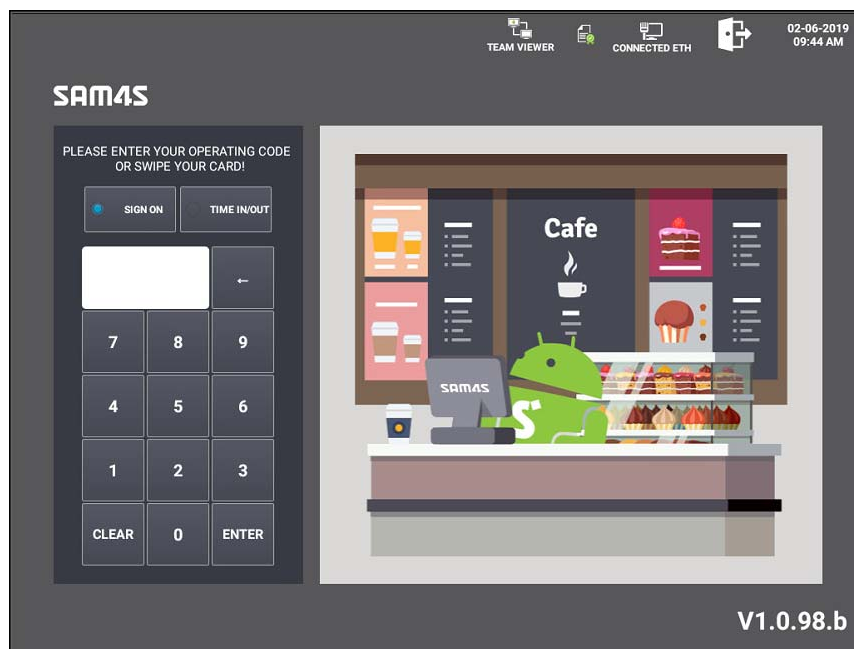 TEAM VIEWER
CONNECTED ETH
02-06-2019
09:44 AM
SAM4S
PLEASE ENTER YOUR OPERATING CODE
OR SWIPE YOUR CARD!
SIGN ON
TIME IN/OUT
←
7 8 9
4 5 6
1 2 3
CLEAR 0 ENTER
Cafe
SAM4S
S'
V1.0.98.b